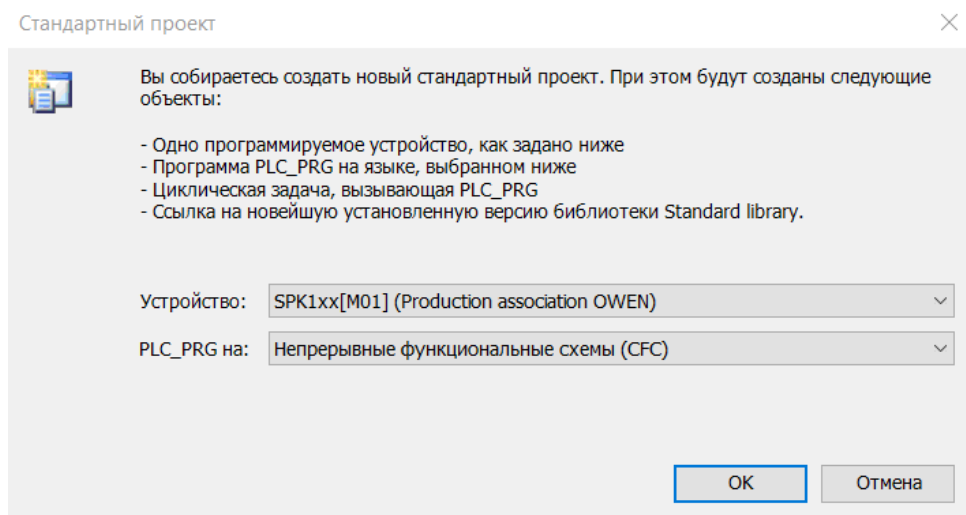 Стандартный проект
Вы собираетесь создать новый стандартный проект. При этом будут созданы следующие
объекты:
- Одно программируемое устройство, как задано ниже
- Программа PLC_PRG на языке, выбранном ниже
- Циклическая задача, вызывающая PLC_PRG
- Ссылка на новейшую установленную версию библиотеки Standard library.
Устройство: SPK1xx[M01] (Production association OWEN)
PLC_PRG на: Непрерывные функциональные схемы (CFC)
OK Отмена